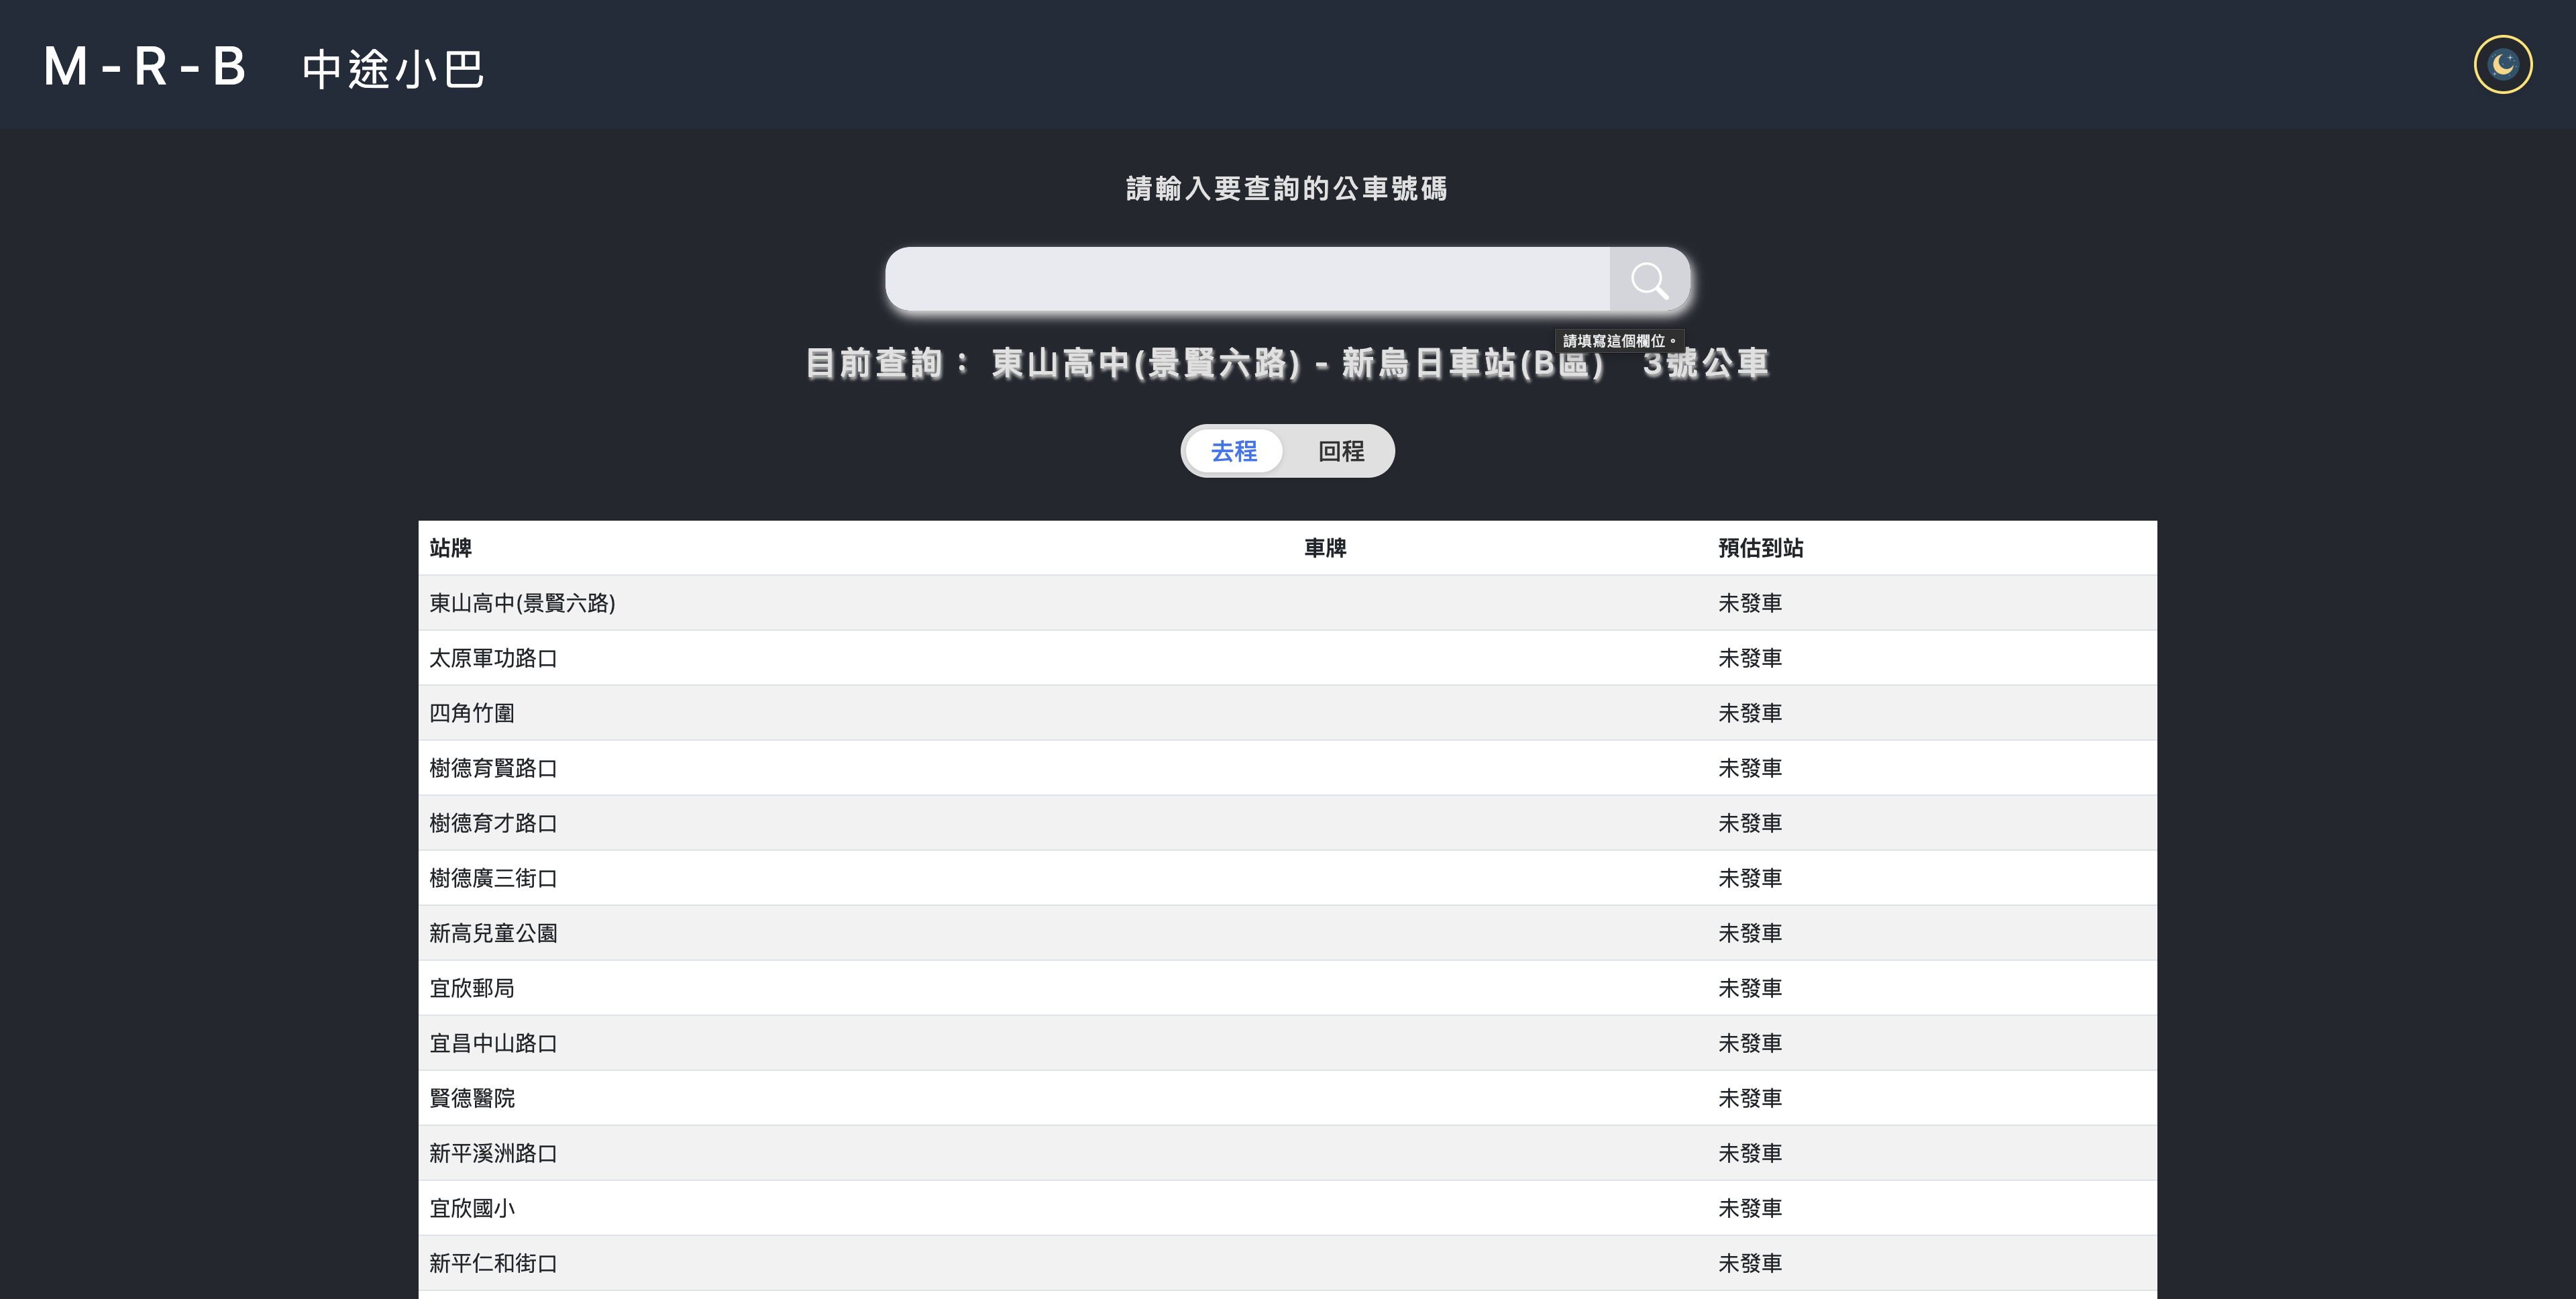 M-R-B 中途小巴
請輸入要查詢的公車號碼
請填寫這個欄位。
目前查詢： 東山高中(景賢六路) - 新烏日車站(B區) 3號公車
去程 回程
站牌 車牌 預估到站
東山高中(景賢六路) 未發車
太原軍功路口 未發車
四角竹圍 未發車
樹德育賢路口 未發車
樹德育才路口 未發車
樹德廣三街口 未發車
新高兒童公園 未發車
宜欣郵局 未發車
宜昌中山路口 未發車
賢德醫院 未發車
新平溪洲路口 未發車
宜欣國小 未發車
新平仁和街口 未發車